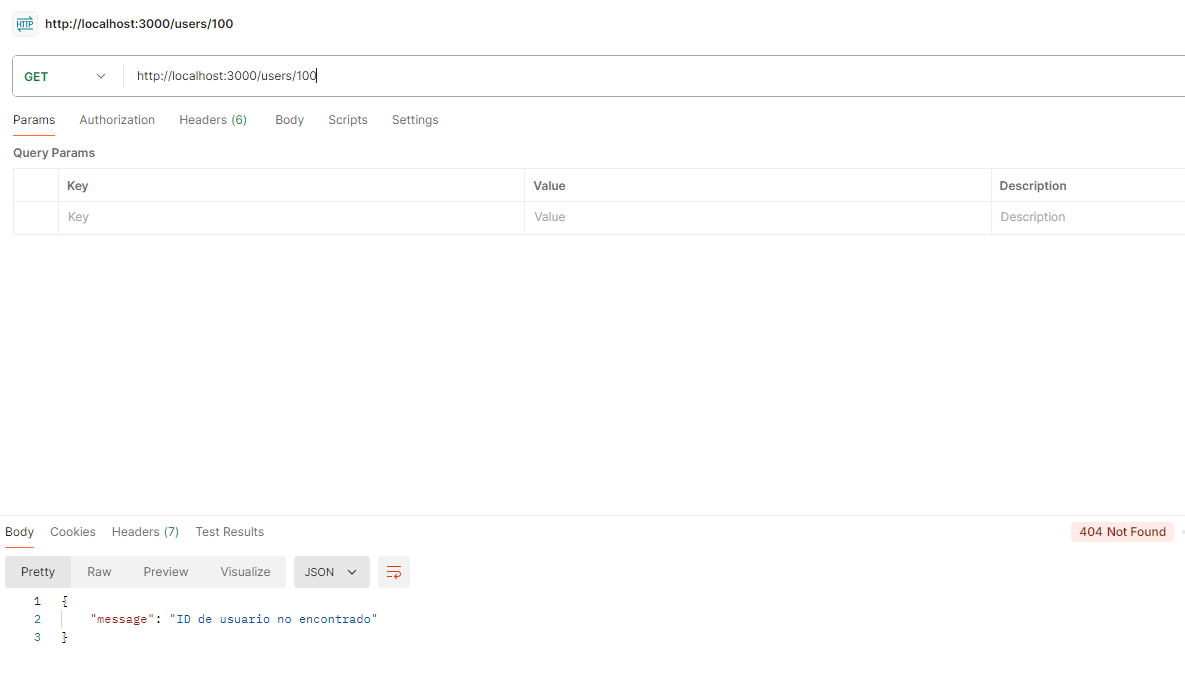 HTTP http://localhost:3000/users/100
GET http://localhost:3000/users/100
Params Authorization Headers (6) Body Scripts Settings
Query Params
Key Value Description
Key Value Description
Body Cookies Headers (7) Test Results 404 Not Found
Pretty Raw Preview Visualize JSON
1 {
2 "message": "ID de usuario no encontrado"
3 }